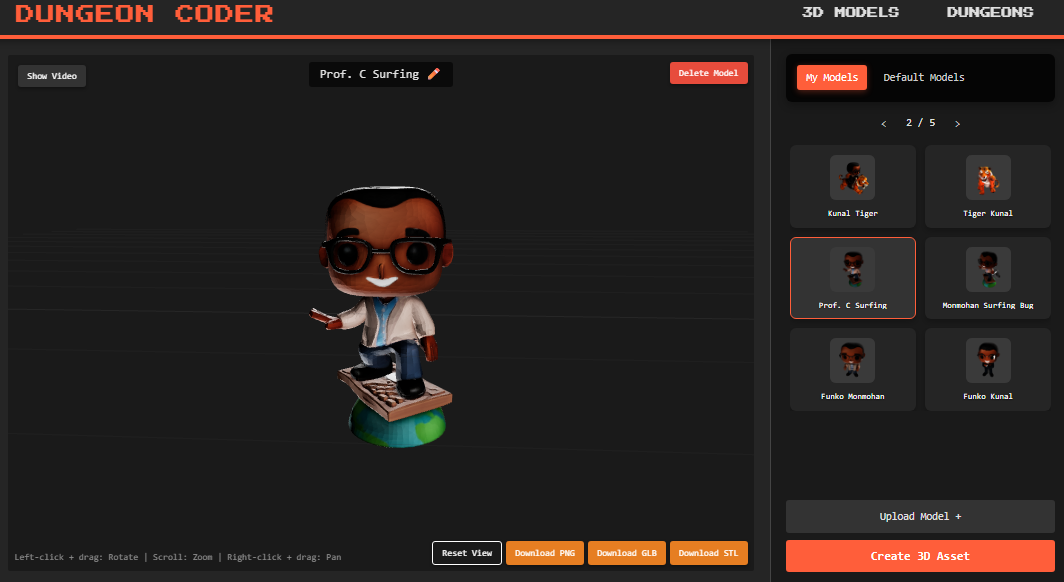 DUNGEON CODER
3D MODELS DUNGEONS
Show Video
Prof. C Surfing
Delete Model
My Models Default Models
< 2 / 5 >
Kunal Tiger Tiger Kunal
Prof. C Surfing Monmohan Surfing Bug
Funko Monmohan Funko Kunal
Upload Model +
Create 3D Asset
Left-click + drag: Rotate | Scroll: Zoom | Right-click + drag: Pan
Reset View Download PNG Download GLB Download STL